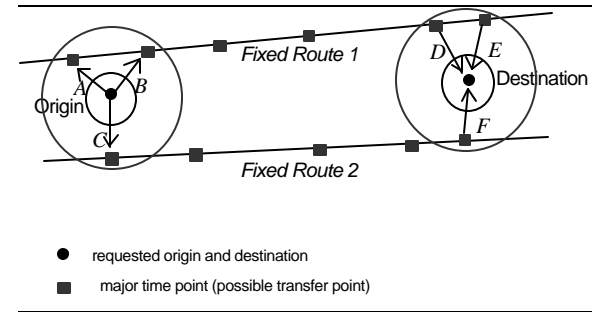 Fixed Route 1
D
E
A
B
Origin
Destination
C
F
Fixed Route 2
requested origin and destination
major time point (possible transfer point)